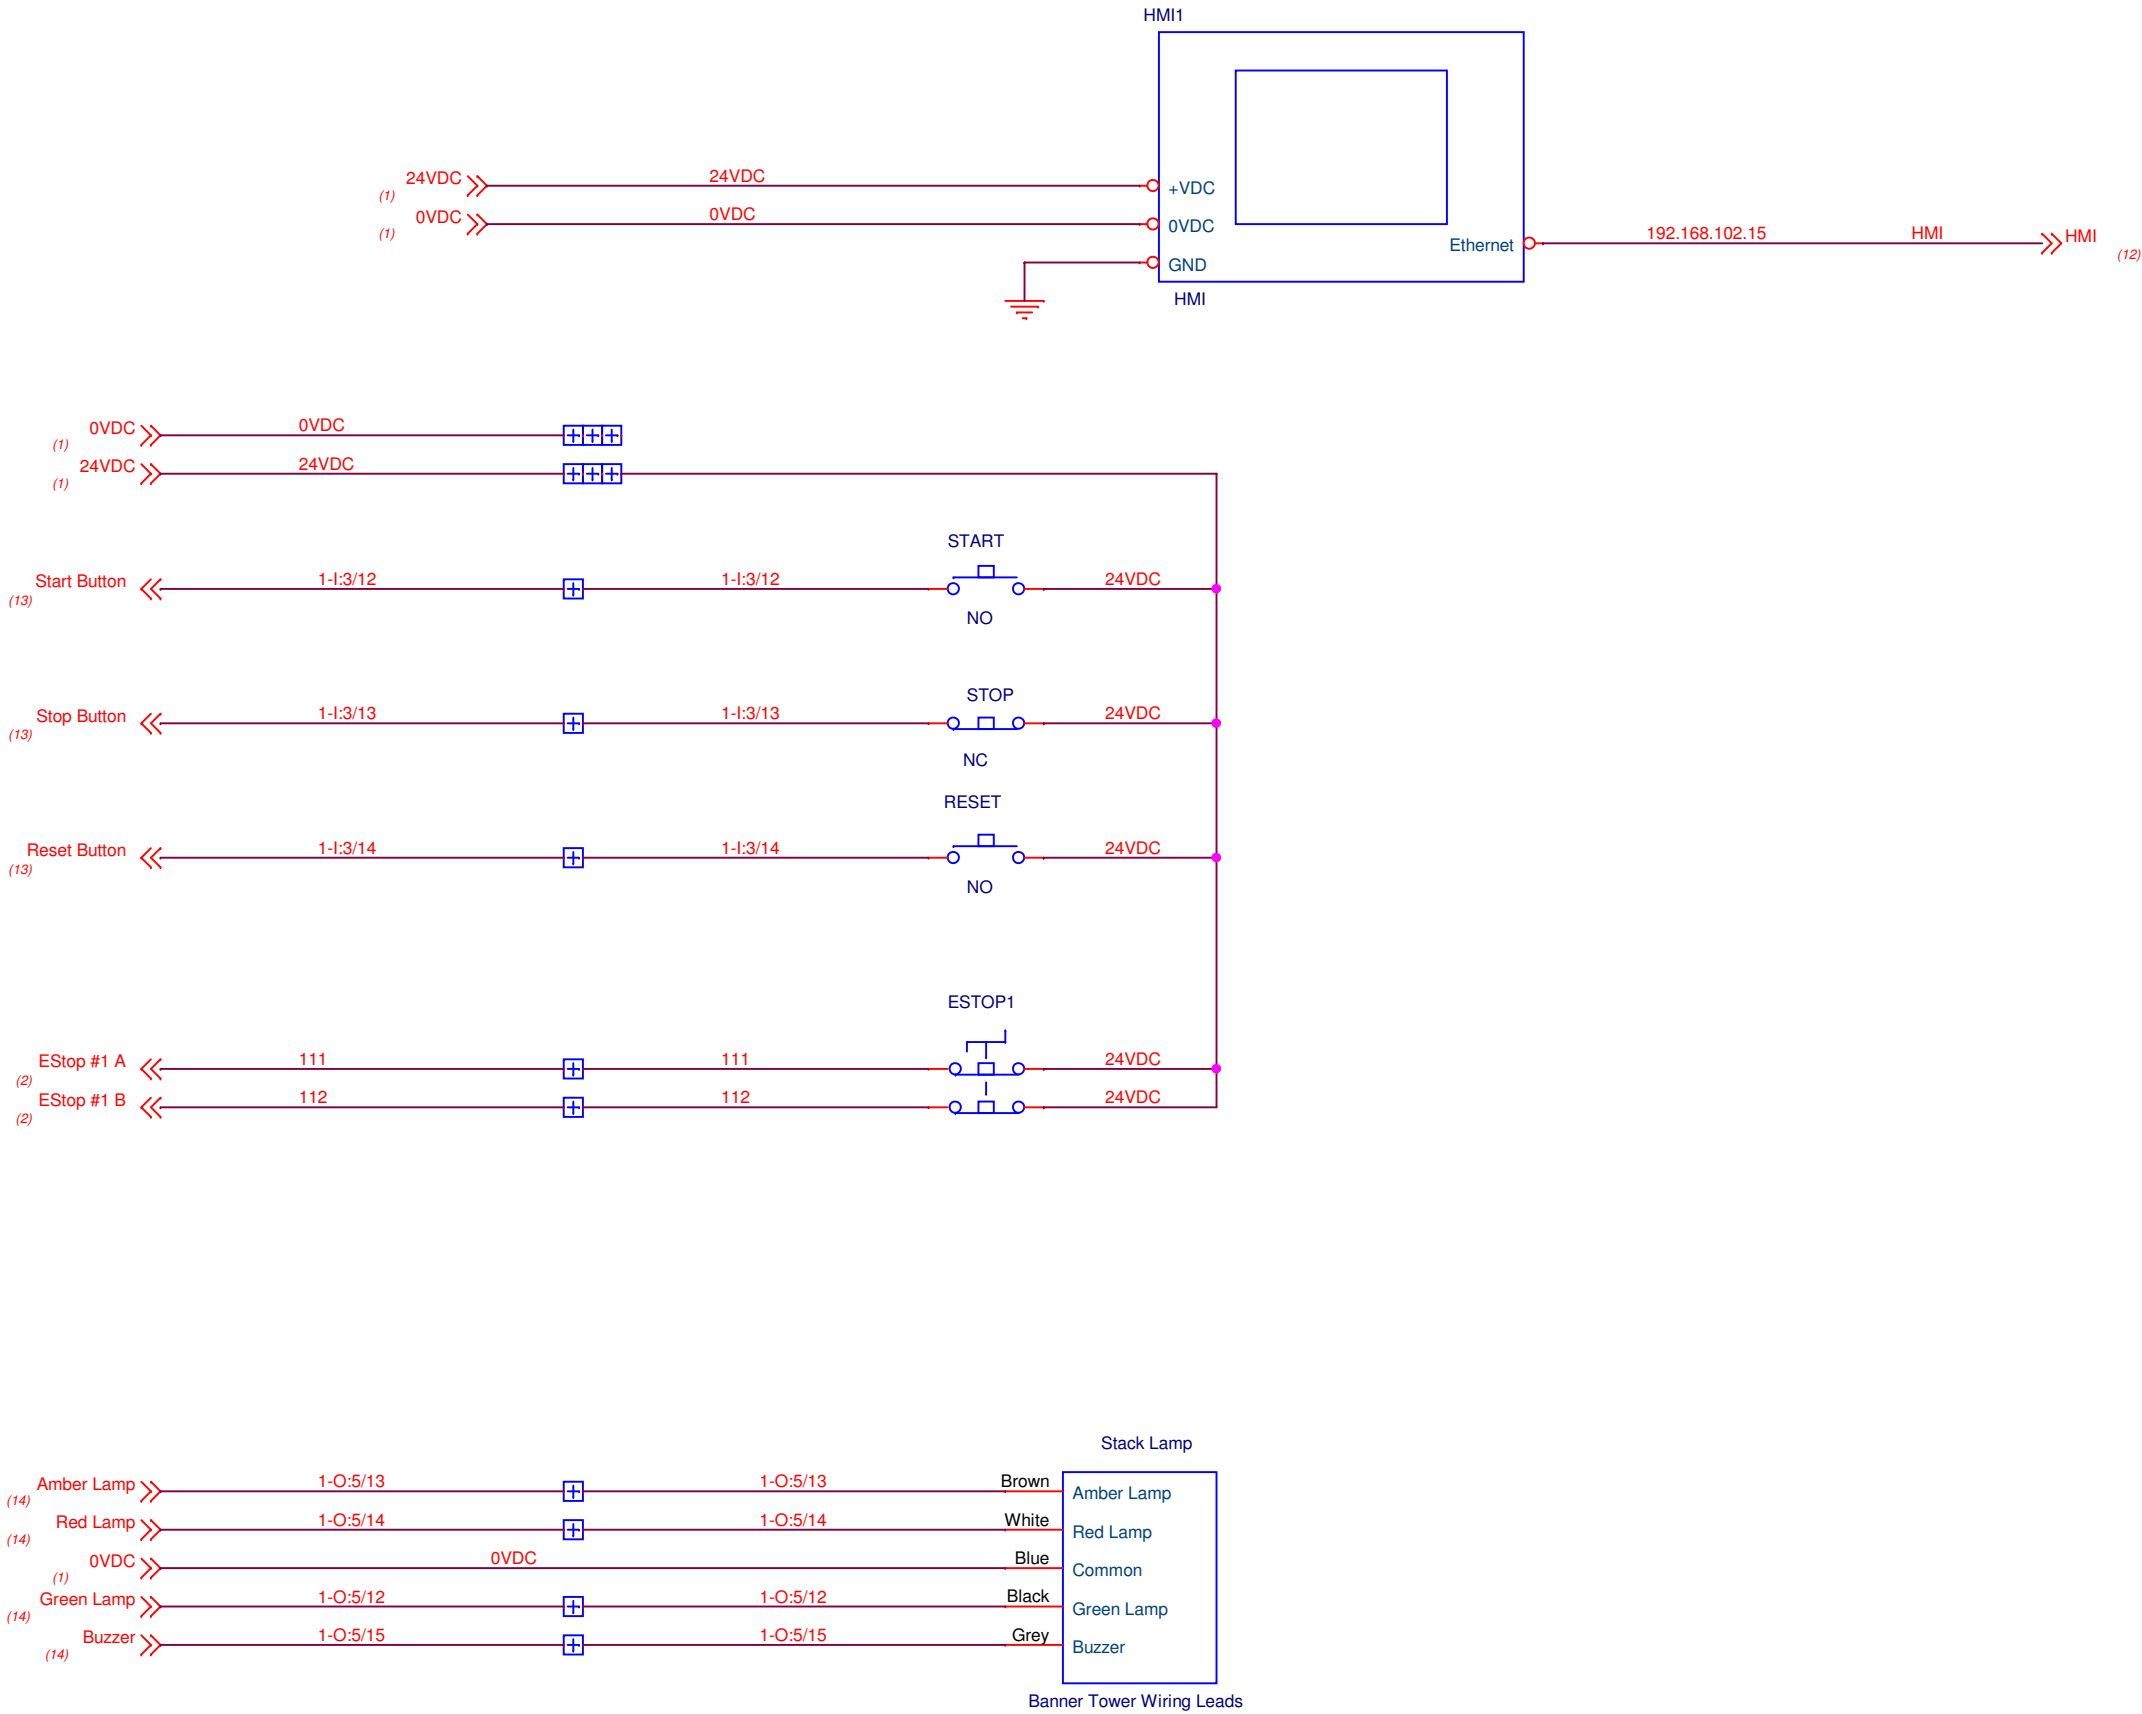 HMI1
24VDC 24VDC +VDC
(1)
0VDC 0VDC 0VDC
(1)
Ethernet 192.168.102.15 HMI HMI
(12)
GND
HMI
0VDC 0VDC
(1)
24VDC 24VDC
(1)
START
Start Button 1-I:3/12 1-I:3/12 24VDC
(13)
NO
STOP
Stop Button 1-I:3/13 1-I:3/13 24VDC
(13)
NC
RESET
Reset Button 1-I:3/14 1-I:3/14 24VDC
(13)
NO
ESTOP1
EStop #1 A 111 111 24VDC
(2)
EStop #1 B 112 112 24VDC
(2)
Stack Lamp
Amber Lamp 1-O:5/13 1-O:5/13 Brown Amber Lamp
(14)
Red Lamp 1-O:5/14 1-O:5/14 White Red Lamp
(14)
0VDC 0VDC Blue Common
(1)
Green Lamp 1-O:5/12 1-O:5/12 Black Green Lamp
(14)
Buzzer 1-O:5/15 1-O:5/15 Grey Buzzer
(14)
Banner Tower Wiring Leads